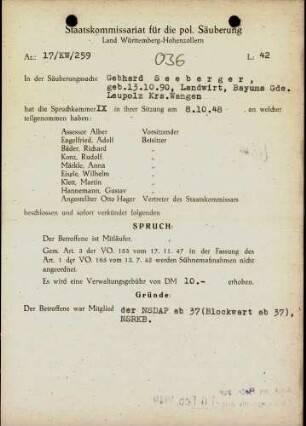 Staatskommissariat für die pol. Säuberung
Land Württemberg-Hohenzollern
Az.: 17/KW/259
036
L: 42
In der Säuberungssache Gebhard Seeberger,
geb.13.10.90, Landwirt, Bayums Gde.
Leupolz Krs.Wangen
hat die Spruchkammer IX in ihrer Sitzung am 8.10.48 an welcher
teilgenommen haben:
Assessor Alber Vorsitzender
Engelfried, Adolf Beisitzer
Bäder, Richard "
Konz, Rudolf "
Märkle, Anna "
Eisele, Wilhelm "
Klett, Martin "
Hannemann, Gustav "
Angestellter Otto Hager Vertreter des Staatskommissars
beschlossen und sofort verkündet folgenden
SPRUCH:
Der Betroffene ist Mitläufer.
Gem. Art. 3 der VO. 165 vom 17. 11. 47 in der Fassung des
Art. 1 der VO. 165 vom 13. 7. 48 werden Sühnemaßnahmen nicht
angeordnet.
Es wird eine Verwaltungsgebühr von DM 10.- erhoben.
Gründe:
Der Betroffene war Mitglied der NSDAP ab 37(Blockwart ab 37),
NSRKB.